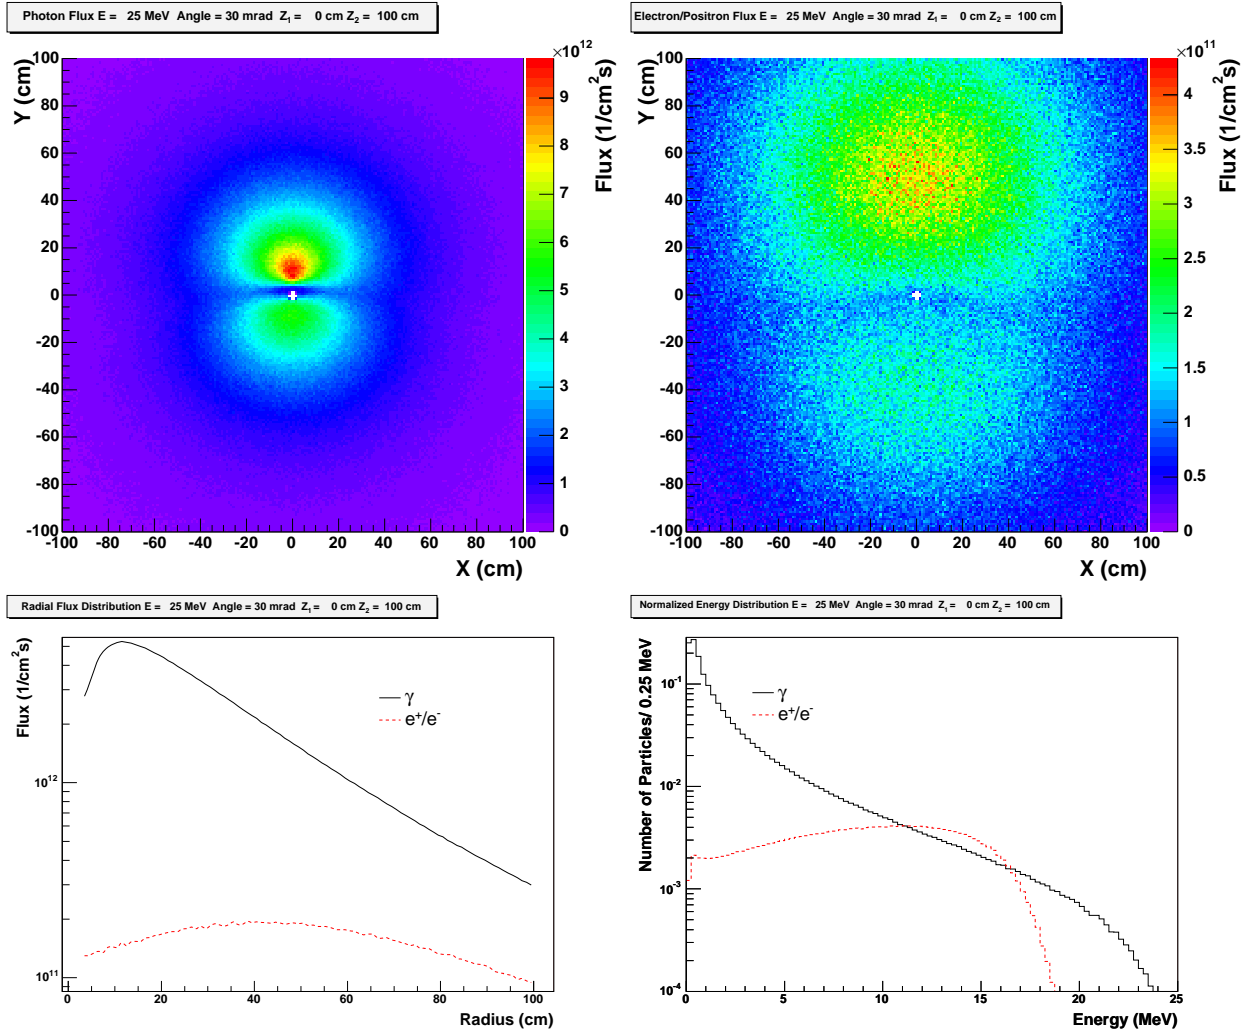 Photon Flux E = 25 MeV Angle = 30 mrad Z1 = 0 cm Z2 = 100 cm
×10^12
Y (cm)
100
80
60
40
20
0
-20
-40
-60
-80
-100
-100 -80 -60 -40 -20 0 20 40 60 80 100
X (cm)
Flux (1/cm^2s)
9
8
7
6
5
4
3
2
1
0
Electron/Positron Flux E = 25 MeV Angle = 30 mrad Z1 = 0 cm Z2 = 100 cm
×10^11
Y (cm)
100
80
60
40
20
0
-20
-40
-60
-80
-100
-100 -80 -60 -40 -20 0 20 40 60 80 100
X (cm)
Flux (1/cm^2s)
4
3.5
3
2.5
2
1.5
1
0.5
0
Radial Flux Distribution E = 25 MeV Angle = 30 mrad Z1 = 0 cm Z2 = 100 cm
Flux (1/cm^2s)
γ
e+/e-
10^12
10^11
0 20 40 60 80 100
Radius (cm)
Normalized Energy Distribution E = 25 MeV Angle = 30 mrad Z1 = 0 cm Z2 = 100 cm
Number of Particles/ 0.25 MeV
γ
e+/e-
10^-1
10^-2
10^-3
10^-4
0 5 10 15 20 25
Energy (MeV)